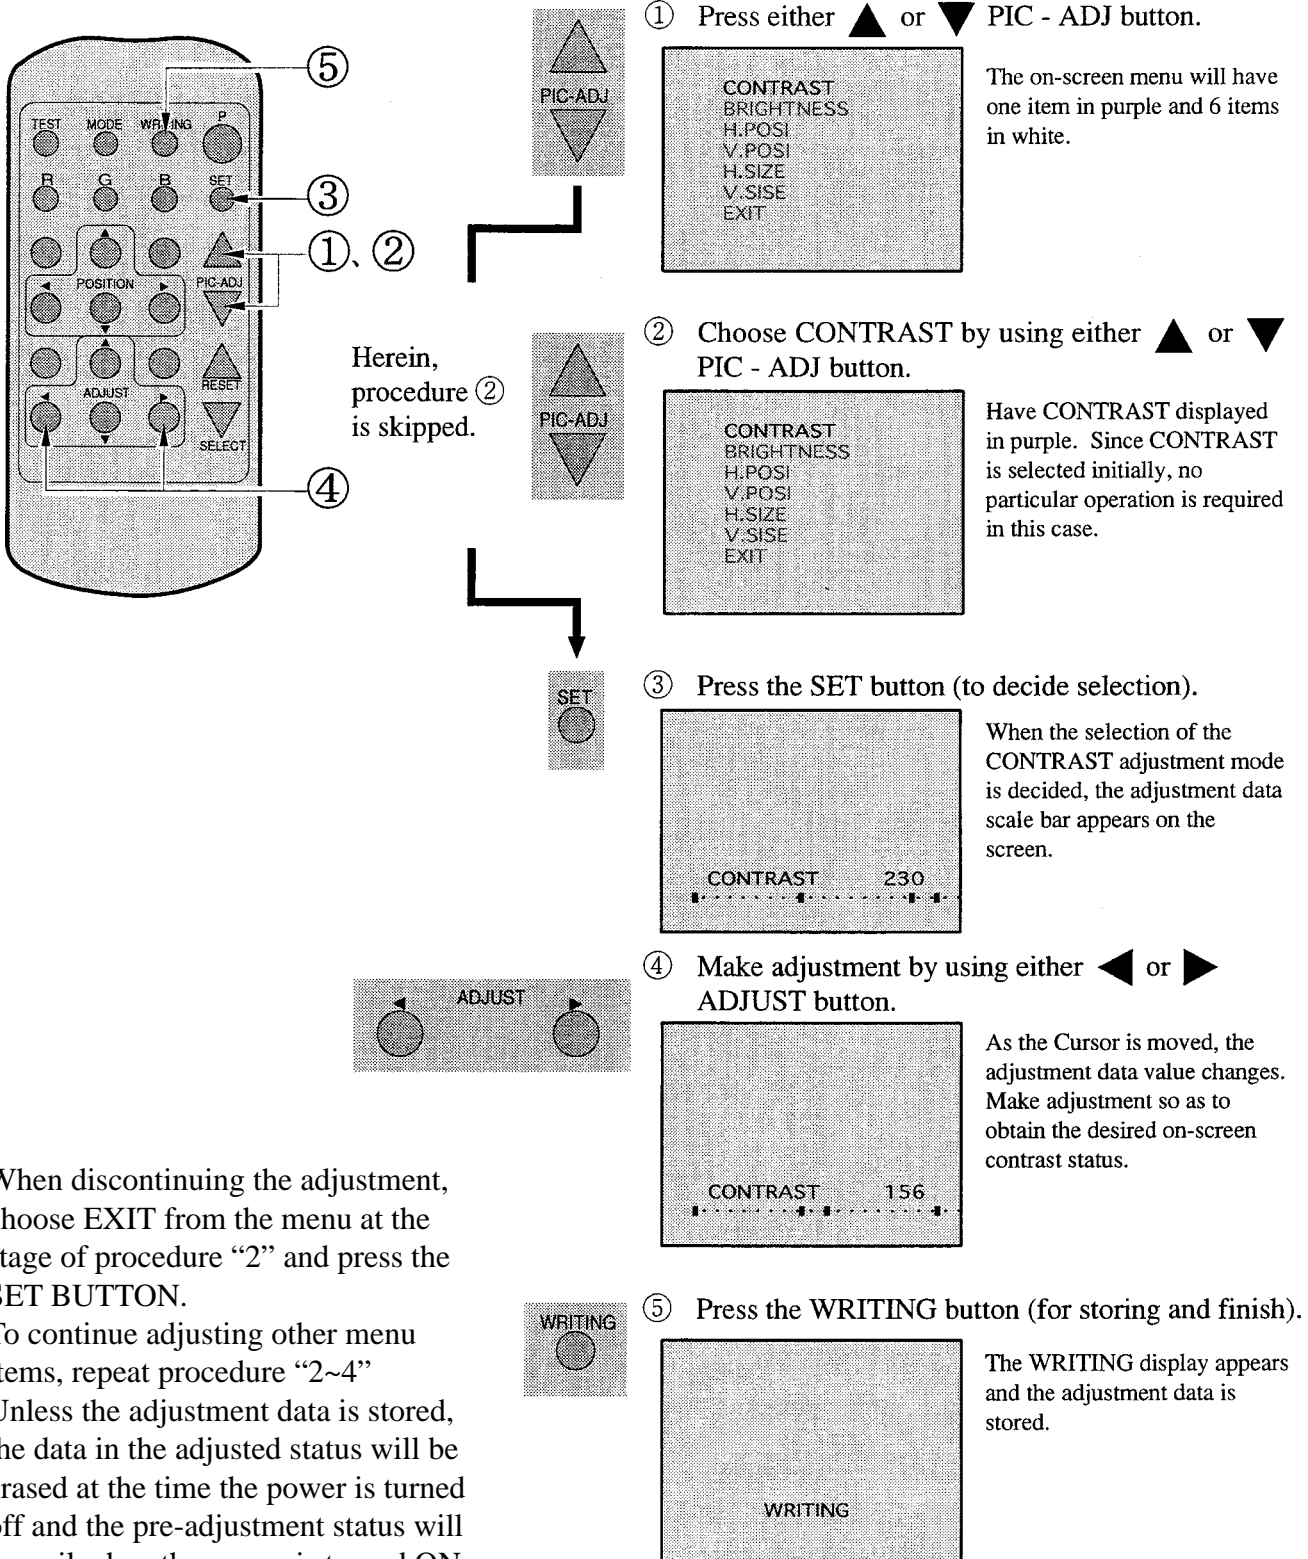 ⑤
TEST MODE WRITING P
R G B SET
③
①、②
POSITION PIC-ADJ
RESET
ADJUST
SELECT
④
Herein,
procedure ②
is skipped.
PIC-ADJ
① Press either ▲ or ▼ PIC - ADJ button.
CONTRAST
BRIGHTNESS
H.POSI
V.POSI
H.SIZE
V.SISE
EXIT
The on-screen menu will have
one item in purple and 6 items
in white.
PIC-ADJ
② Choose CONTRAST by using either ▲ or ▼
PIC - ADJ button.
CONTRAST
BRIGHTNESS
H.POSI
V.POSI
H.SIZE
V.SISE
EXIT
Have CONTRAST displayed
in purple. Since CONTRAST
is selected initially, no
particular operation is required
in this case.
SET
③ Press the SET button (to decide selection).
CONTRAST 230
When the selection of the
CONTRAST adjustment mode
is decided, the adjustment data
scale bar appears on the
screen.
◀ ADJUST ▶
④ Make adjustment by using either ◀ or ▶
ADJUST button.
CONTRAST 156
As the Cursor is moved, the
adjustment data value changes.
Make adjustment so as to
obtain the desired on-screen
contrast status.
When discontinuing the adjustment,
hoose EXIT from the menu at the
tage of procedure “2” and press the
SET BUTTON.
To continue adjusting other menu
tems, repeat procedure “2~4”
Unless the adjustment data is stored,
he data in the adjusted status will be
rased at the time the power is turned
off and the pre-adjustment status will
WRITING
⑤ Press the WRITING button (for storing and finish).
WRITING
The WRITING display appears
and the adjustment data is
stored.